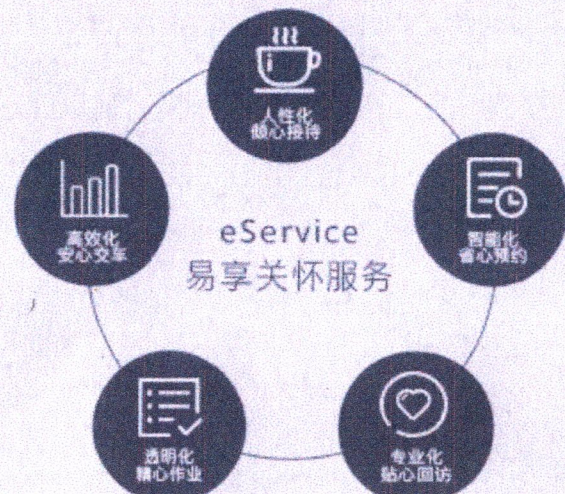 人性化
倾心接待
高效化
安心交车
智能化
省心预约
eService
易享关怀服务
透明化
精心作业
专业化
贴心回访